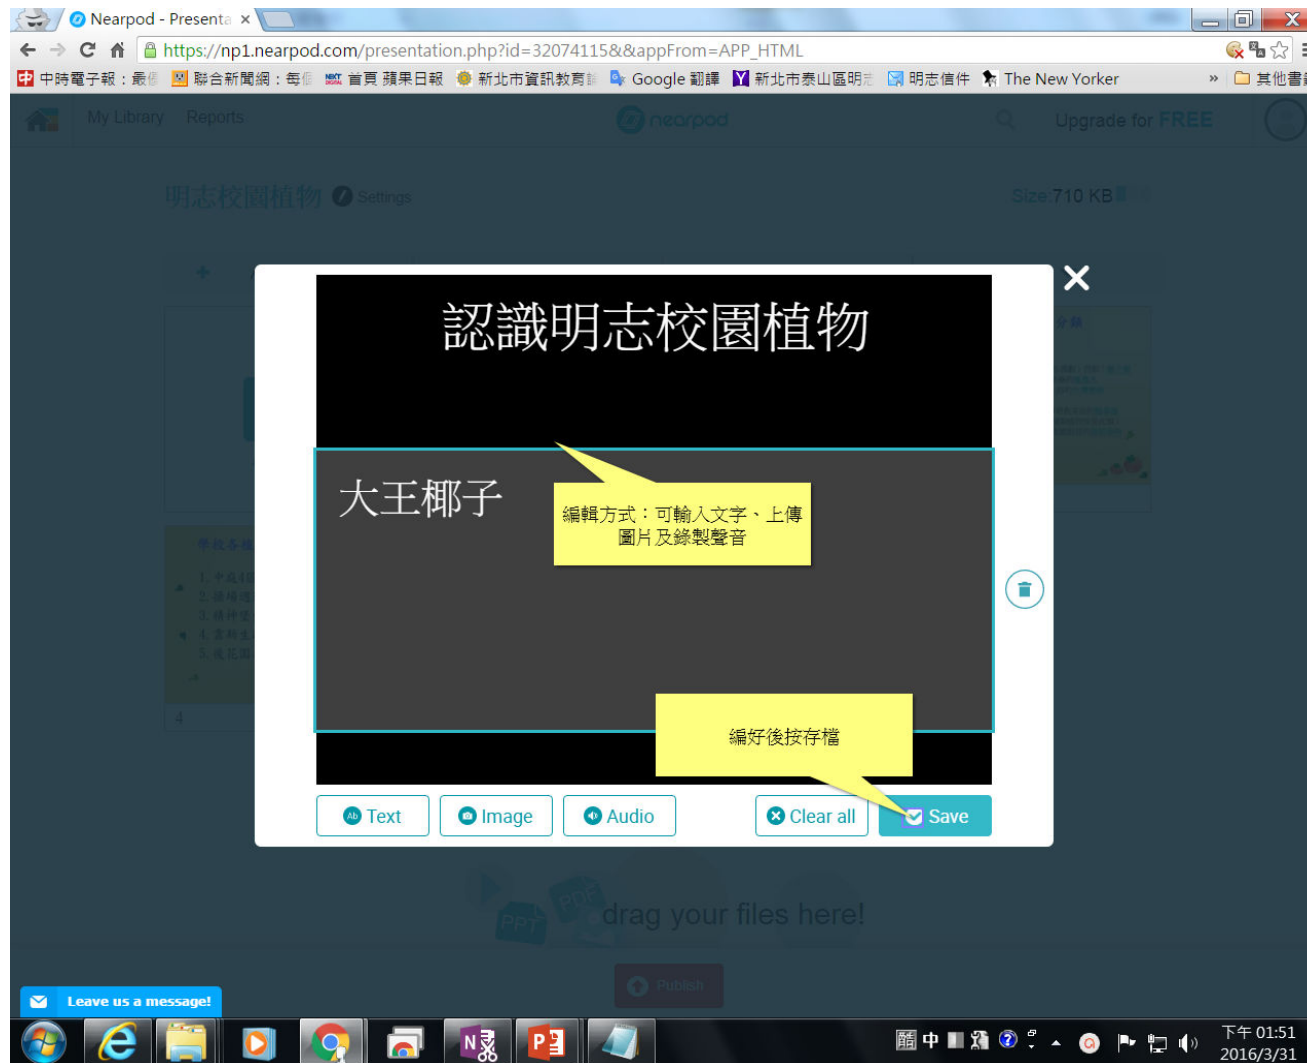 Nearpod - Presenta
https://np1.nearpod.com/presentation.php?id=32074115&&appFrom=APP_HTML
中時電子報：最 聯合新聞網：每 首頁 蘋果日報 新北市資訊教育 Google 翻譯 新北市泰山區明志 明志信件 The New Yorker » 其他書
My Library Reports nearpod Upgrade for FREE
明志校園植物 Settings Size:710 KB
認識明志校園植物
大王椰子
編輯方式：可輸入文字、上傳
圖片及錄製聲音
編好後按存檔
4
Ab Text Image Audio Clear all Save
PPT PDF drag your files here!
Publish
Leave us a message!
中 下午 01:51
2016/3/31